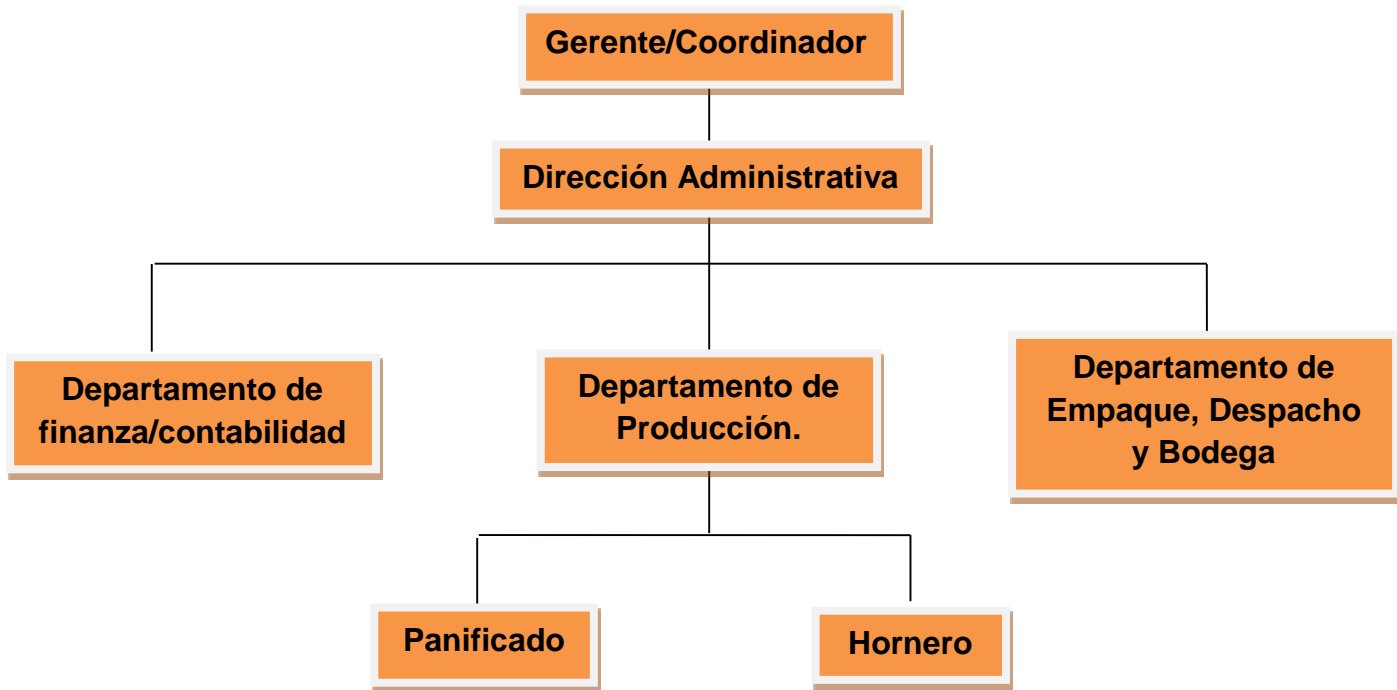 Gerente/Coordinador
Dirección Administrativa
Departamento de
finanza/contabilidad
Departamento de
Producción.
Departamento de
Empaque, Despacho
y Bodega
Panificado
Hornero